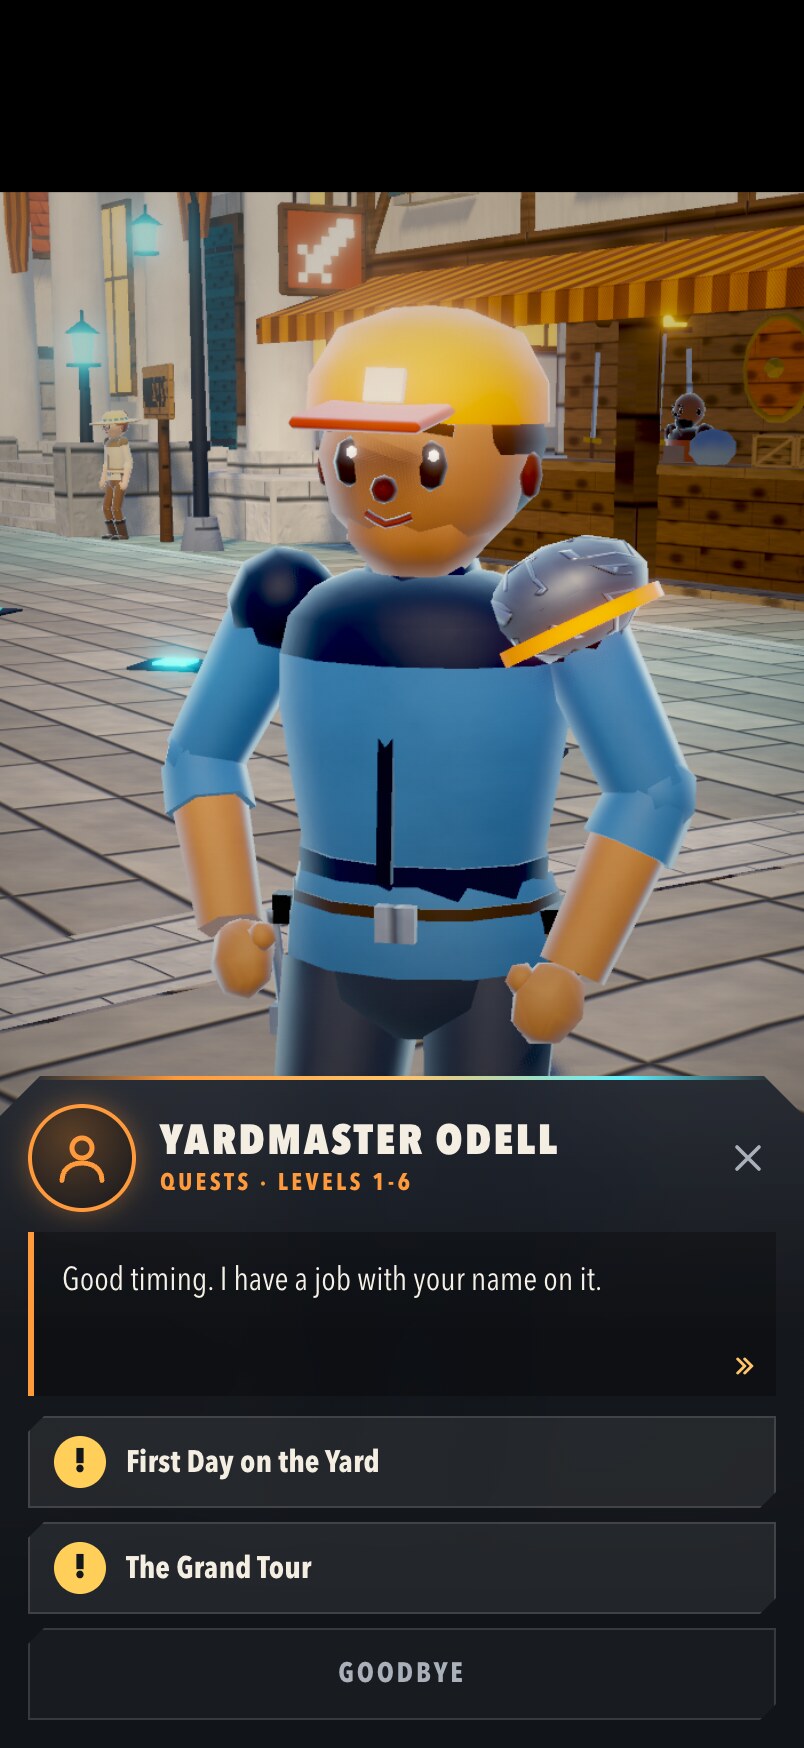 YARDMASTER ODELL
QUESTS · LEVELS 1-6
Good timing. I have a job with your name on it.
First Day on the Yard
The Grand Tour
GOODBYE